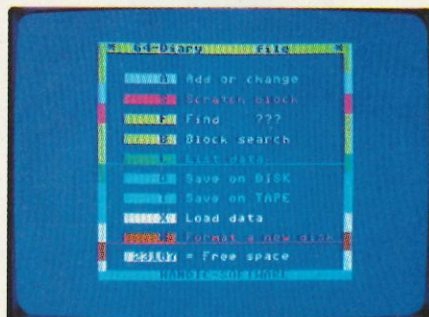 * 64-Diary file *
A Add or change
S Scratch block
F Find ???
B Block search
L List data
D Save on DISK
T Save on TAPE
X Load data
Format a new disk
23107 = Free space
HANDIC-SOFTWARE